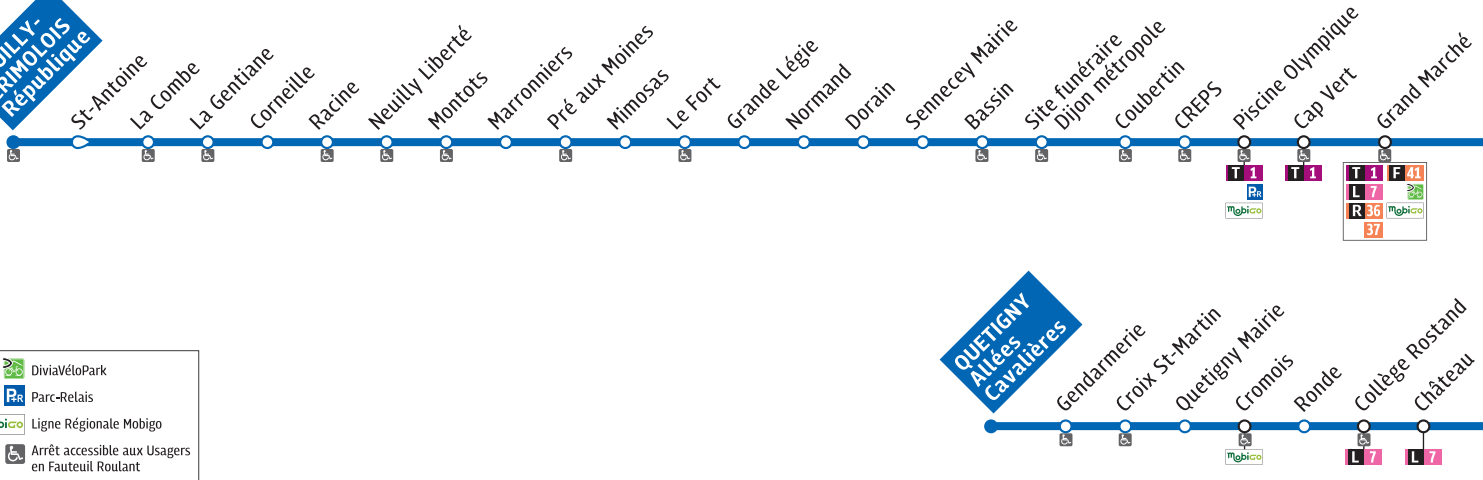 République
St-Antoine
La Combe
La Gentiane
Corneille
Racine
Neuilly Liberté
Montots
Marronniers
Pré aux Moines
Mimosas
Le Fort
Grande Légie
Normand
Dorain
Sennecey Mairie
Bassin
Site funéraire
Dijon métropole
Coubertin
CREPS
Piscine Olympique
Cap Vert
Grand Marché
T 1
P+R
mobigo
T 1
T 1 F 41
L 7
R 36 mobigo
37
QUETIGNY
Allées
Cavalières
Gendarmerie
Croix St-Martin
Quetigny Mairie
Cromois
Ronde
Collège Rostand
Château
mobigo
L 7
L 7
DiviaVéloPark
P+R Parc-Relais
Ligne Régionale Mobigo
Arrêt accessible aux Usagers
en Fauteuil Roulant